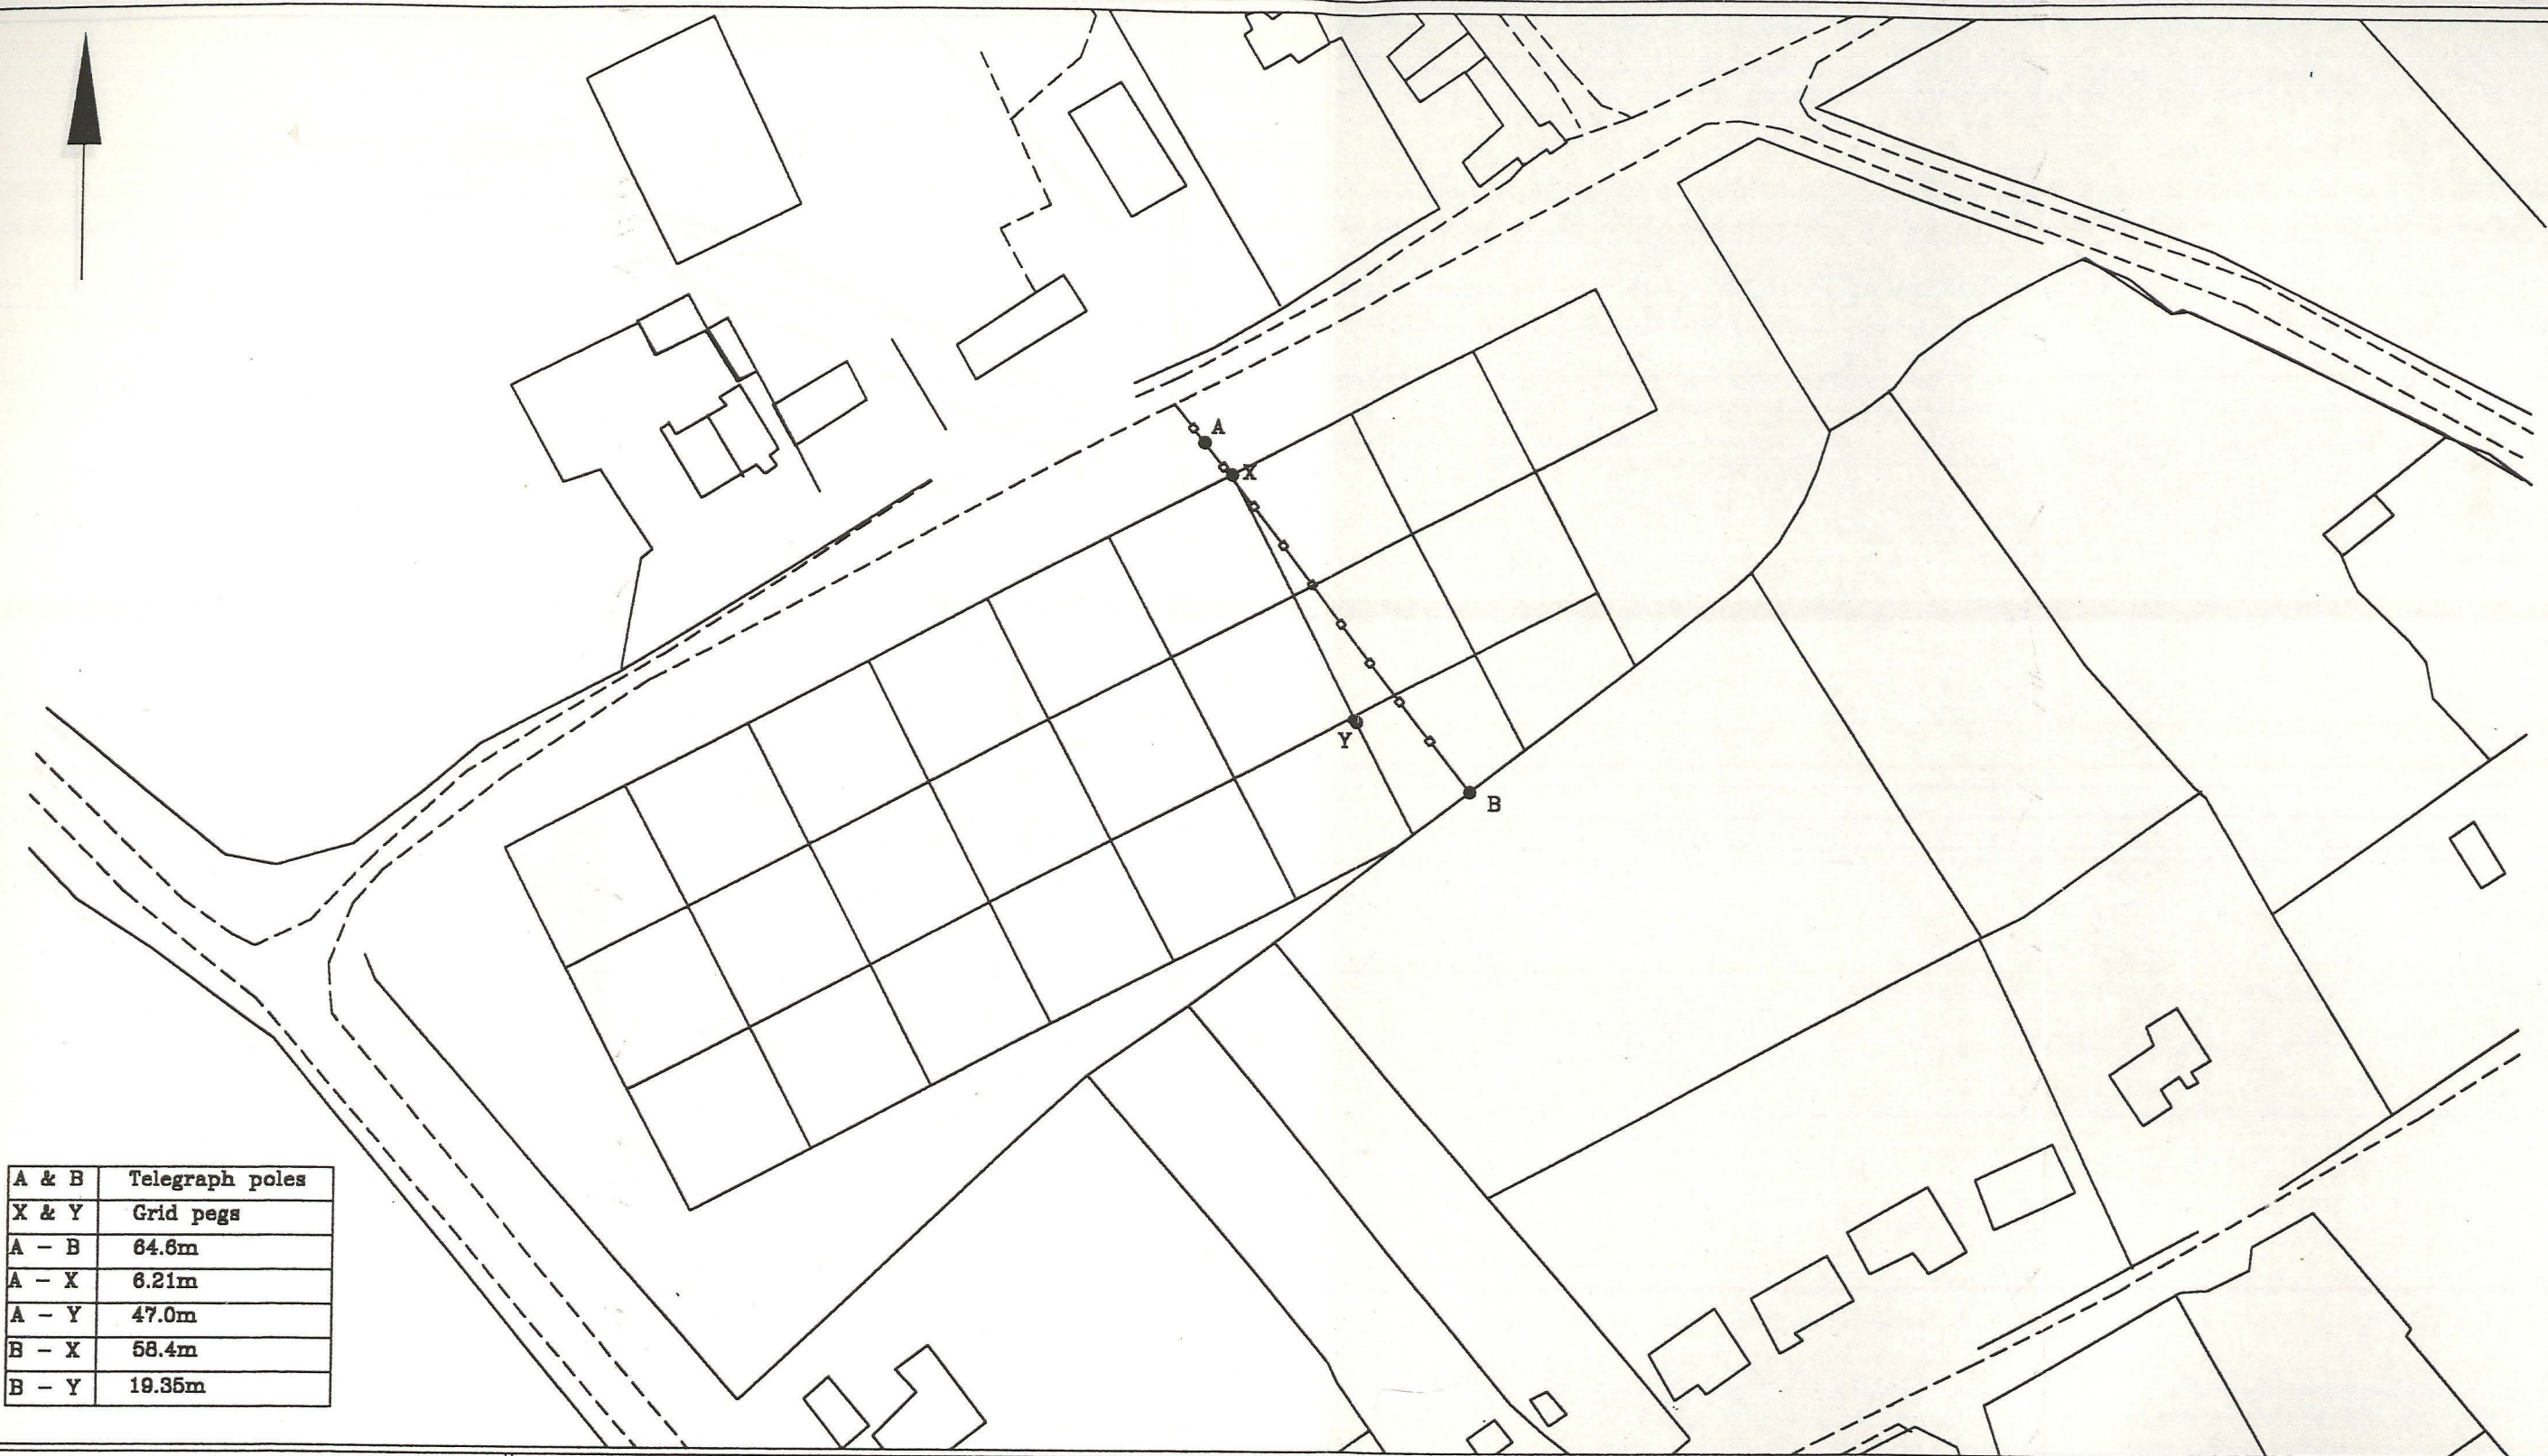 A
X
Y
B
A & B Telegraph poles
X & Y Grid pegs
A - B 64.6m
A - X 6.21m
A - Y 47.0m
B - X 58.4m
B - Y 19.35m